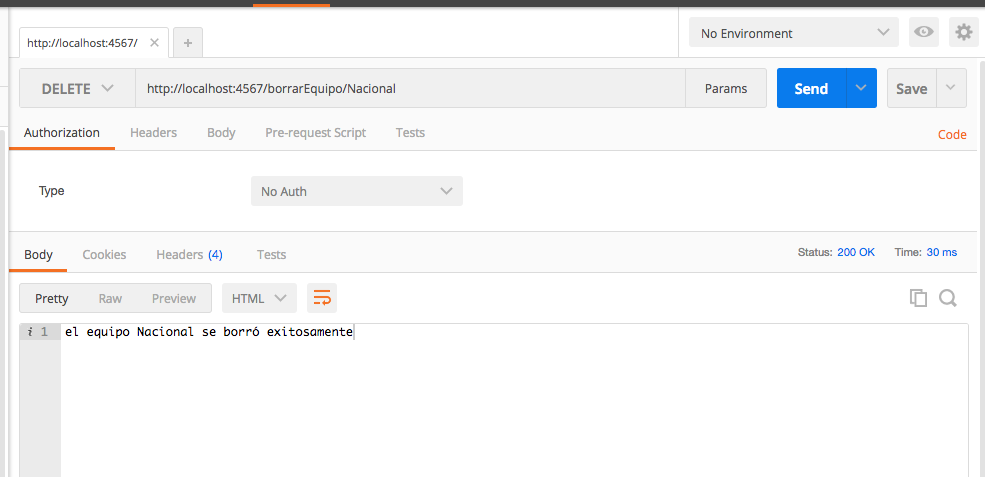 http://localhost:4567/
No Environment
DELETE http://localhost:4567/borrarEquipo/Nacional Params Send Save
Authorization Headers Body Pre-request Script Tests Code
Type No Auth
Body Cookies Headers (4) Tests Status: 200 OK Time: 30 ms
Pretty Raw Preview HTML
i 1 el equipo Nacional se borró exitosamente